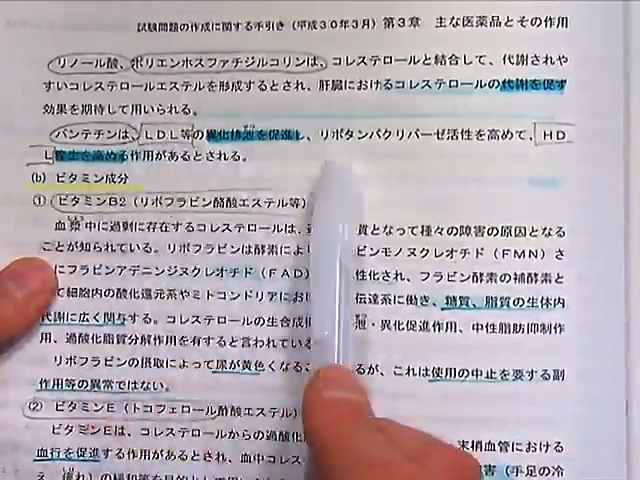 試験問題の作成に関する手引き（平成３０年３月）第３章　主な医薬品とその作用
リノール酸、ポリエンホスファチジルコリンは、コレステロールと結合して、代謝されや
すいコレステロールエステルを形成するとされ、肝臓におけるコレステロールの代謝を促す
効果を期待して用いられる。
パンテチンは、ＬＤＬ等の異化排泄を促進し、リポタンパクリパーゼ活性を高めて、ＨＤ
Ｌ産生を高める作用があるとされる。
(b) ビタミン成分
① ビタミンＢ２（リボフラビン酪酸エステル等）
血漿中に過剰に存在するコレステロールは、 質となって種々の障害の原因となる
ことが知られている。リボフラビンは酵素によ ビンモノヌクレオチド（ＦＭＮ）さ
にフラビンアデニンジヌクレオチド（ＦＡＤ） 性化され、フラビン酵素の補酵素と
て細胞内の酸化還元系やミトコンドリアにお 伝達系に働き、糖質、脂質の生体内
代謝に広く関与する。コレステロールの生合成 泄・異化促進作用、中性脂肪抑制作
用、過酸化脂質分解作用を有すると言われている
リボフラビンの摂取によって尿が黄色くなる が、これは使用の中止を要する副
作用等の異常ではない。
② ビタミンＥ（トコフェロール酢酸エステル）
ビタミンＥは、コレステロールからの過酸化 末梢血管における
血行を促進する作用があるとされ、血中コレス 害（手足の冷